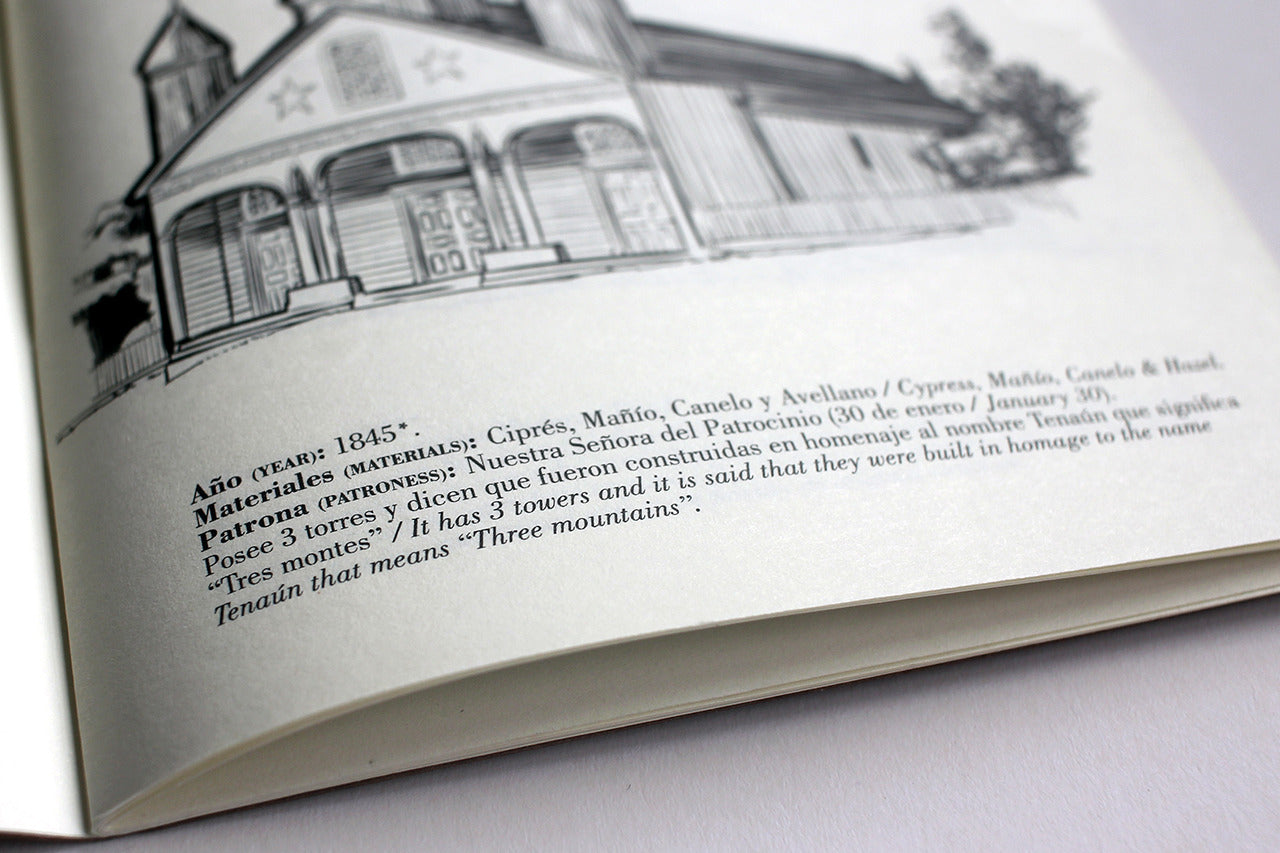 Año (YEAR): 1845*.
Materiales (MATERIALS): Ciprés, Mañío, Canelo y Avellano / Cypress, Mañío, Canelo & Hasel.
Patrona (PATRONESS): Nuestra Señora del Patrocinio (30 de enero / January 30).
Posee 3 torres y dicen que fueron construidas en homenaje al nombre Tenaún que significa
“Tres montes” / It has 3 towers and it is said that they were built in homage to the name
Tenaún that means “Three mountains”.